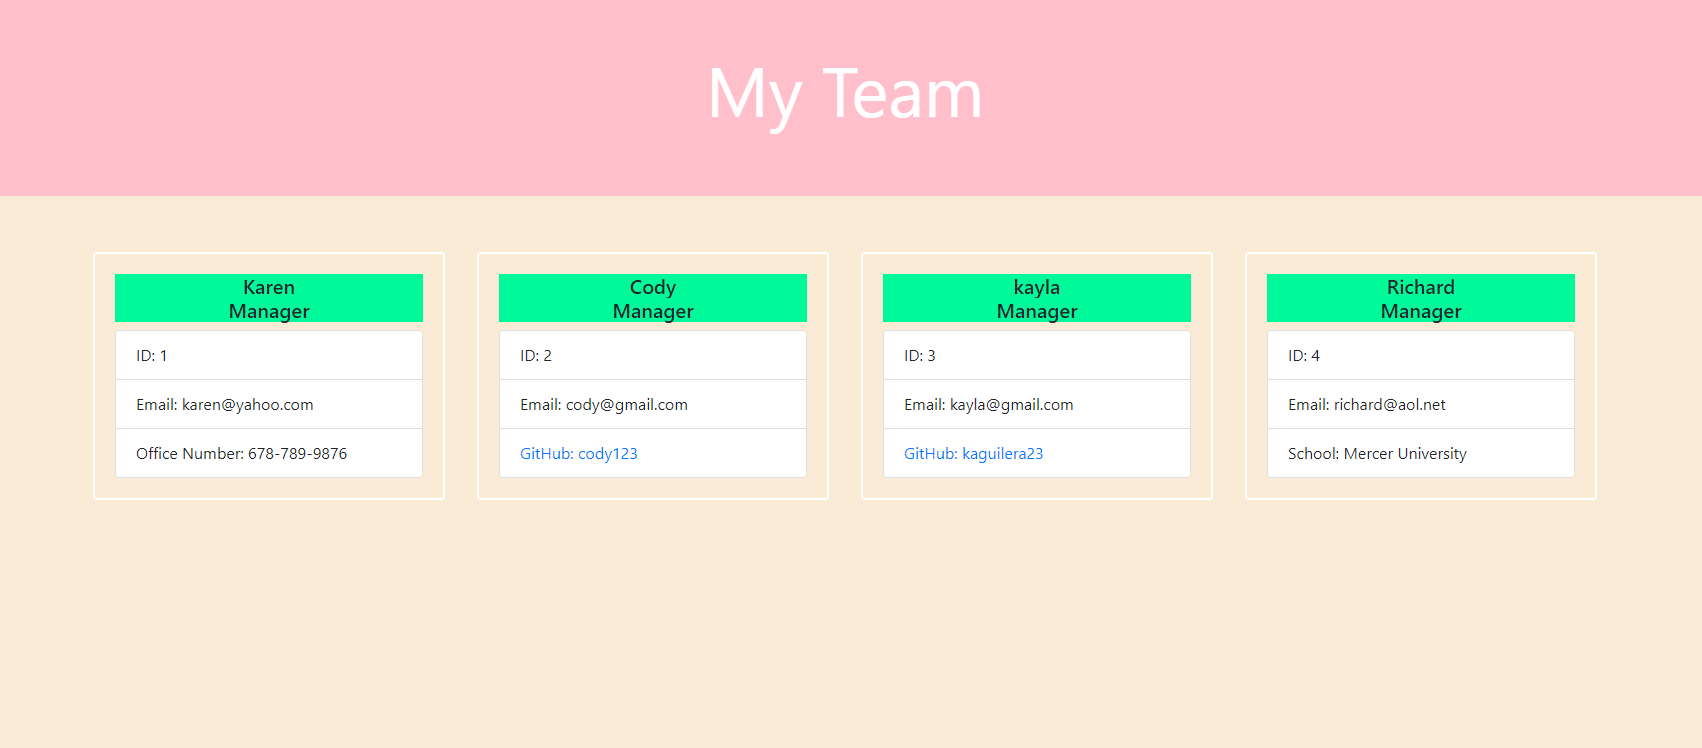 My Team
Karen
Manager
ID: 1
Email: karen@yahoo.com
Office Number: 678-789-9876
Cody
Manager
ID: 2
Email: cody@gmail.com
GitHub: cody123
kayla
Manager
ID: 3
Email: kayla@gmail.com
GitHub: kaguilera23
Richard
Manager
ID: 4
Email: richard@aol.net
School: Mercer University